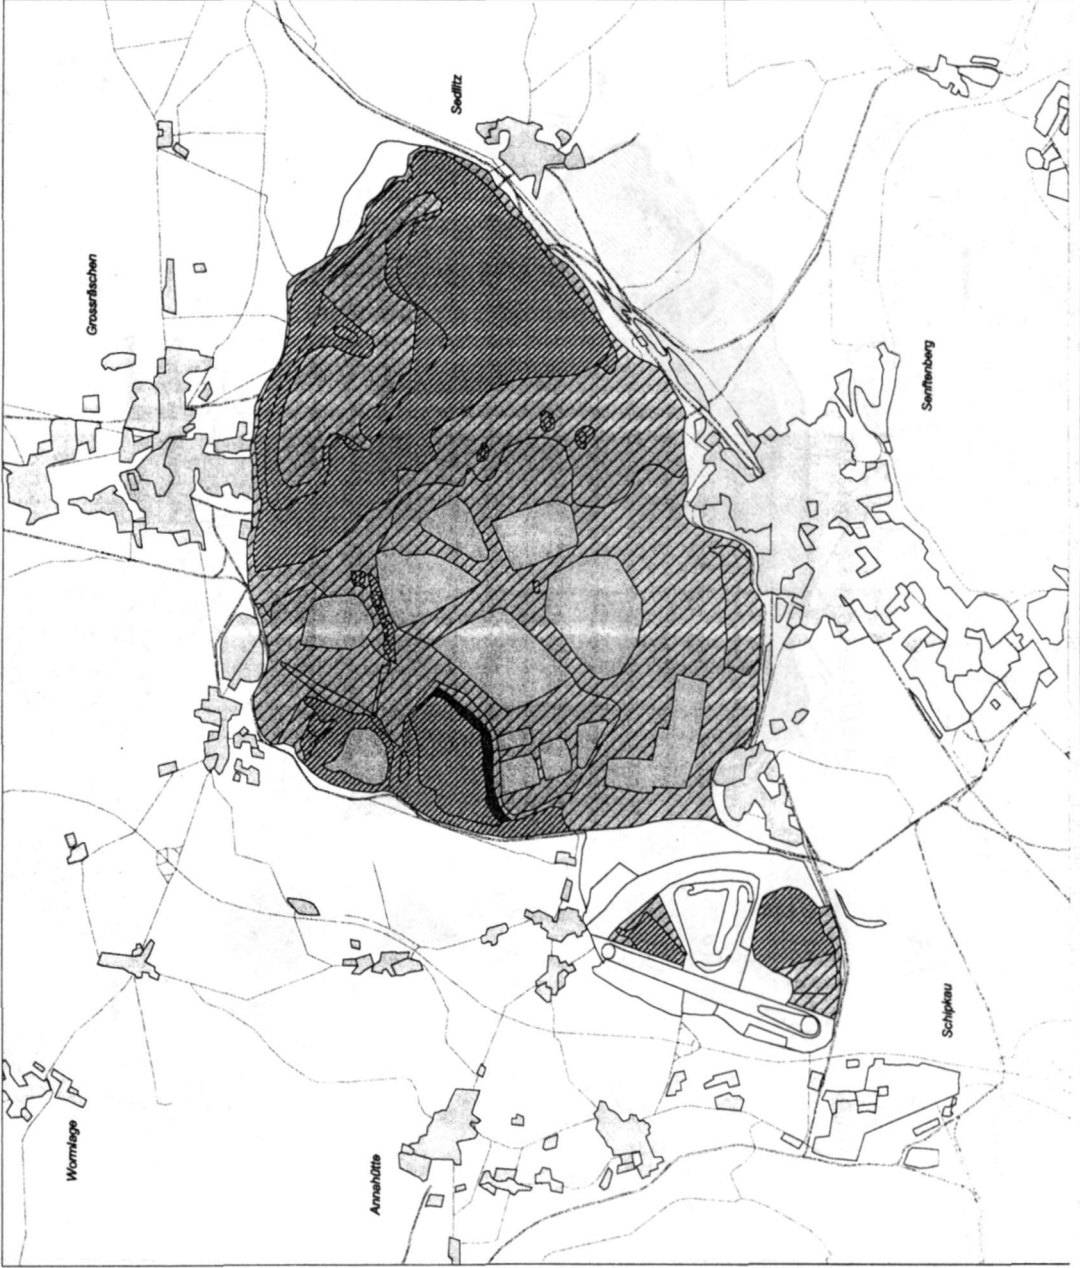 Sedlitz
Grossräschen
Senftenberg
Schipkau
Wormlage
Annahütte